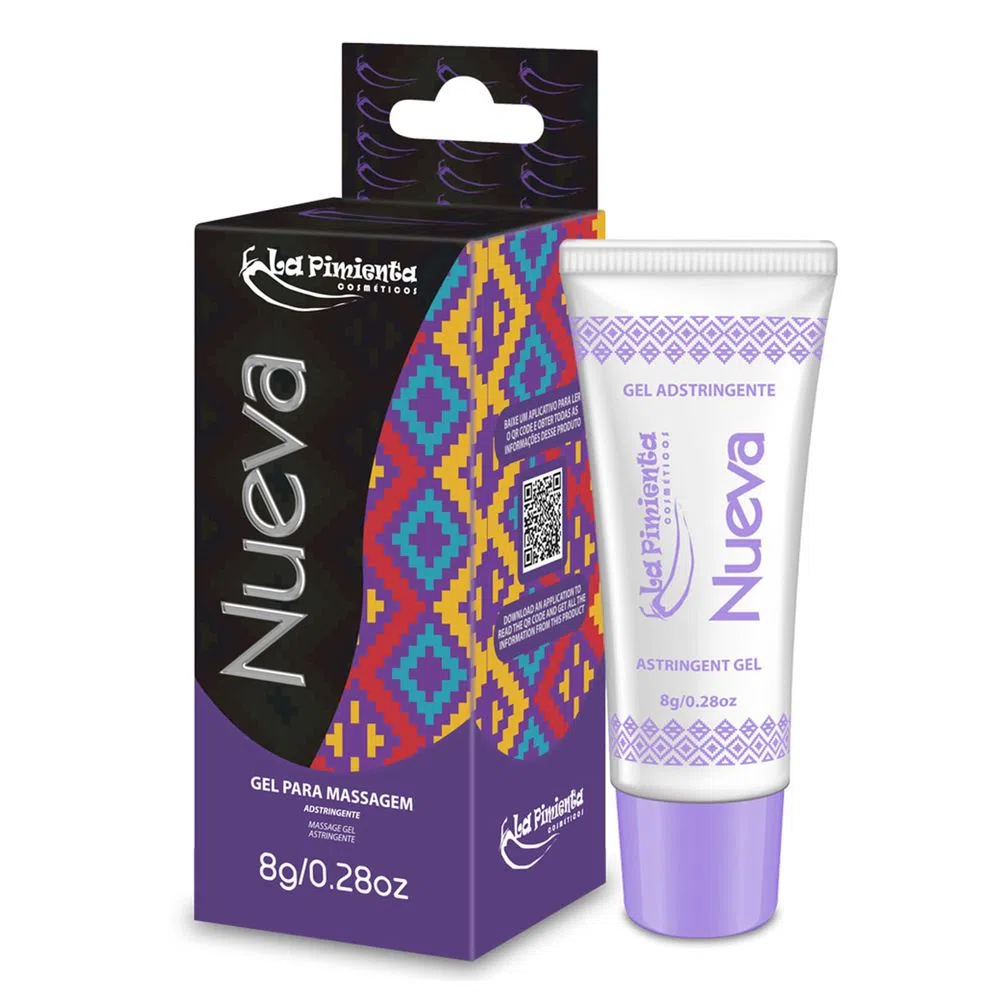 La Pimienta
COSMÉTICOS
Nueva
GEL PARA MASSAGEM
ADSTRINGENTE
MASSAGE GEL
ASTRINGENTE
8g/0.28oz
BAIXE UM APLICATIVO PARA LER
O QR CODE E OBTER TODAS AS
INFORMAÇÕES DESSE PRODUTO
DOWNLOAD AN APPLICATION TO
READ THE QR CODE AND GET ALL THE
INFORMATION FROM THIS PRODUCT
La Pimienta
COSMÉTICOS
GEL ADSTRINGENTE
La Pimienta
COSMÉTICOS
Nueva
ASTRINGENT GEL
8g/0.28oz